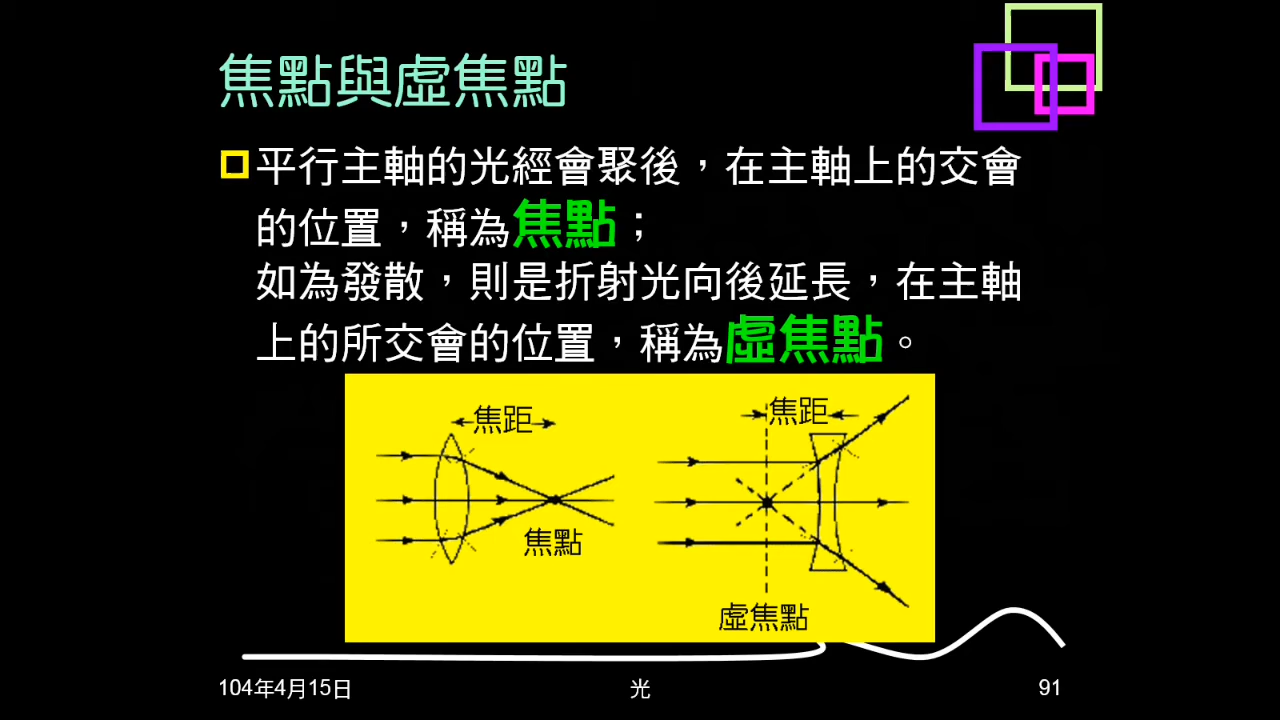 焦點與虛焦點
平行主軸的光經會聚後，在主軸上的交會
的位置，稱為焦點；
如為發散，則是折射光向後延長，在主軸
上的所交會的位置，稱為虛焦點。
焦距
焦點
焦距
虛焦點
104年4月15日
光
91